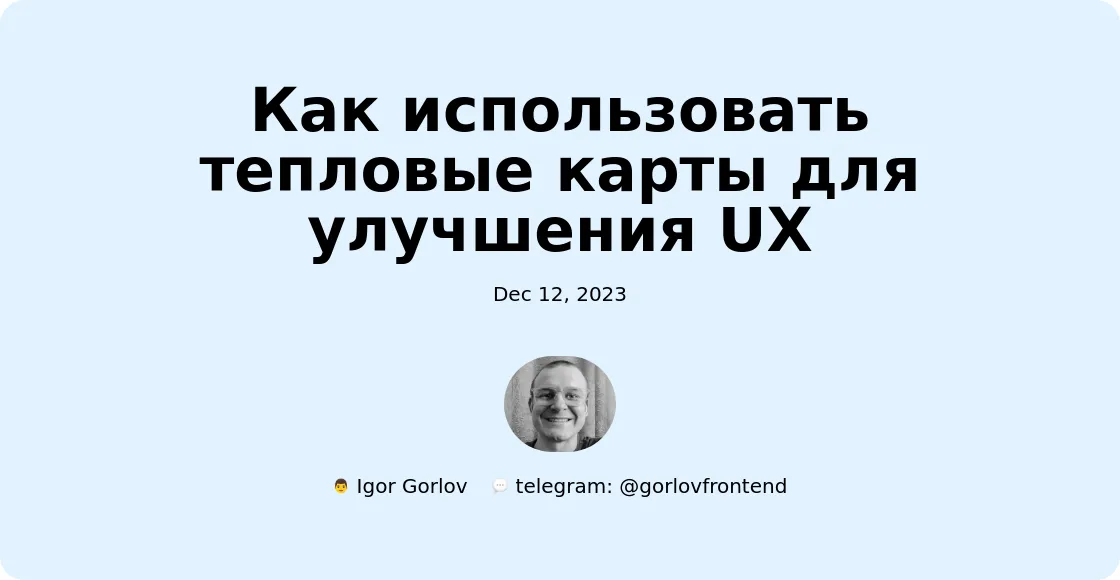 Как использовать
тепловые карты для
улучшения UX
Dec 12, 2023
Igor Gorlov telegram: @gorlovfrontend